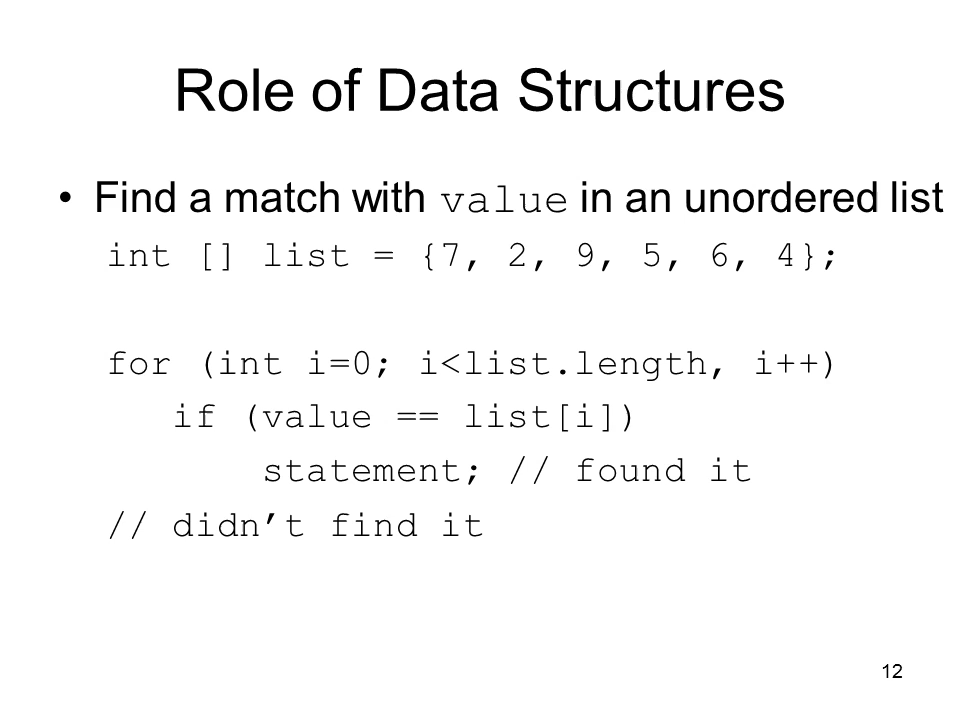 Role of Data Structures
• Find a match with value in an unordered list
int [] list = {7, 2, 9, 5, 6, 4};
for (int i=0; i<list.length, i++)
if (value == list[i])
statement; // found it
// didn’t find it
12